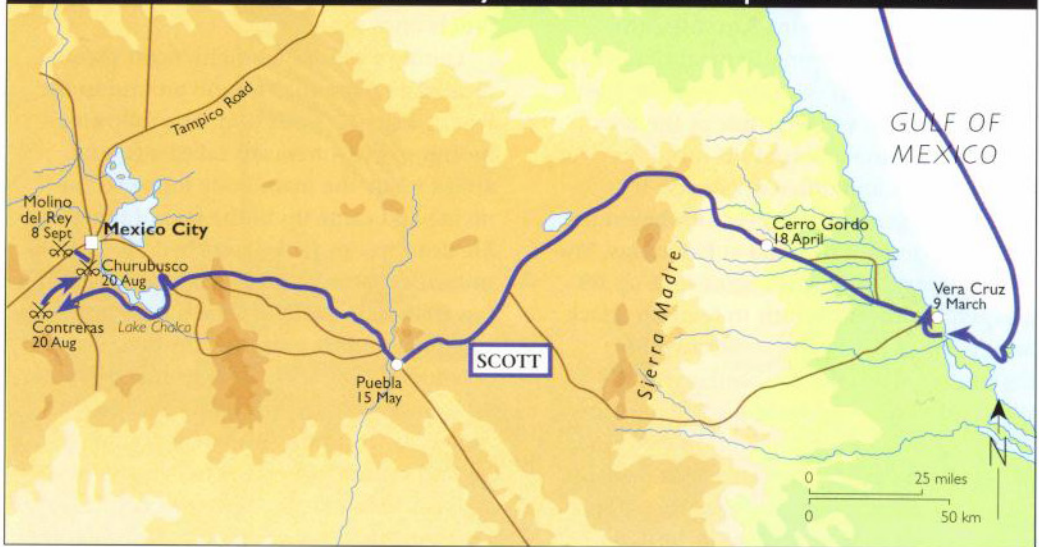 Tampico Road
GULF OF
MEXICO
Molino
del Rey
8 Sept
Mexico City
Churubusco
20 Aug
Contreras
20 Aug
Lake Chalco
Puebla
15 May
SCOTT
Sierra Madre
Cerro Gordo
18 April
Vera Cruz
9 March
N
0 25 miles
0 50 km